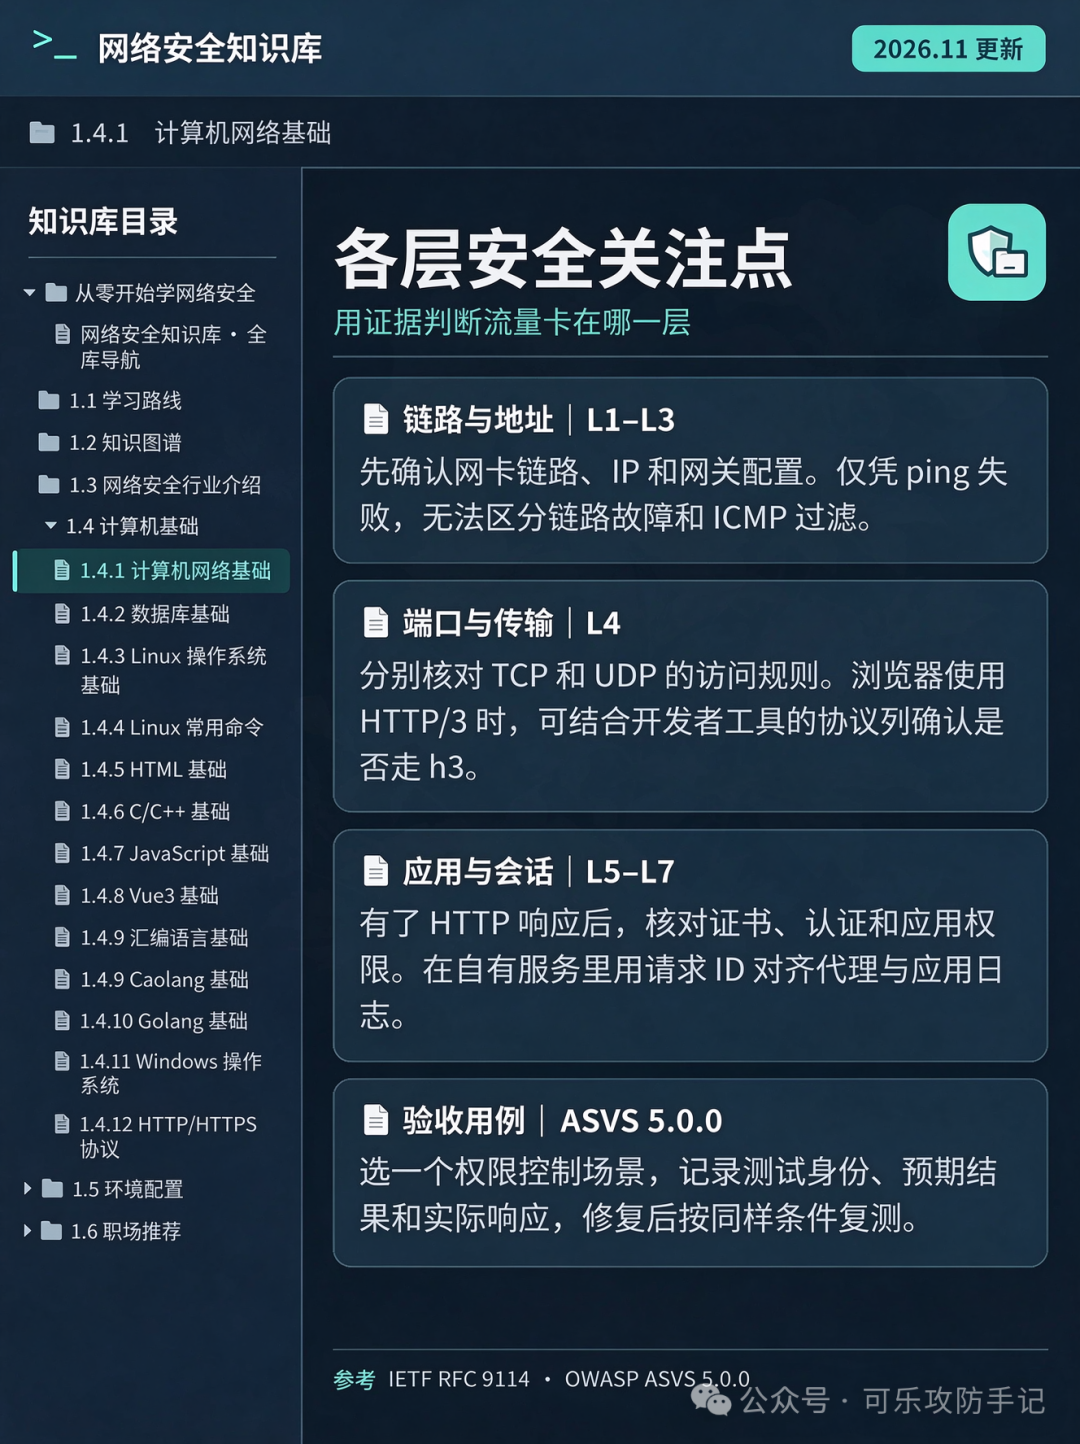 >_ 网络安全知识库
2026.11 更新
1.4.1 计算机网络基础
知识库目录
从零开始学网络安全
网络安全知识库 · 全
库导航
1.1 学习路线
1.2 知识图谱
1.3 网络安全行业介绍
1.4 计算机基础
1.4.1 计算机网络基础
1.4.2 数据库基础
1.4.3 Linux 操作系统
基础
1.4.4 Linux 常用命令
1.4.5 HTML 基础
1.4.6 C/C++ 基础
1.4.7 JavaScript 基础
1.4.8 Vue3 基础
1.4.9 汇编语言基础
1.4.9 Caolang 基础
1.4.10 Golang 基础
1.4.11 Windows 操作
系统
1.4.12 HTTP/HTTPS
协议
1.5 环境配置
1.6 职场推荐
各层安全关注点
用证据判断流量卡在哪一层
链路与地址｜L1–L3
先确认网卡链路、IP 和网关配置。仅凭 ping 失
败，无法区分链路故障和 ICMP 过滤。
端口与传输｜L4
分别核对 TCP 和 UDP 的访问规则。浏览器使用
HTTP/3 时，可结合开发者工具的协议列确认是
否走 h3。
应用与会话｜L5–L7
有了 HTTP 响应后，核对证书、认证和应用权
限。在自有服务里用请求 ID 对齐代理与应用日
志。
验收用例｜ASVS 5.0.0
选一个权限控制场景，记录测试身份、预期结
果和实际响应，修复后按同样条件复测。
参考 IETF RFC 9114 · OWASP ASVS 5.0.0
公众号 · 可乐攻防手记